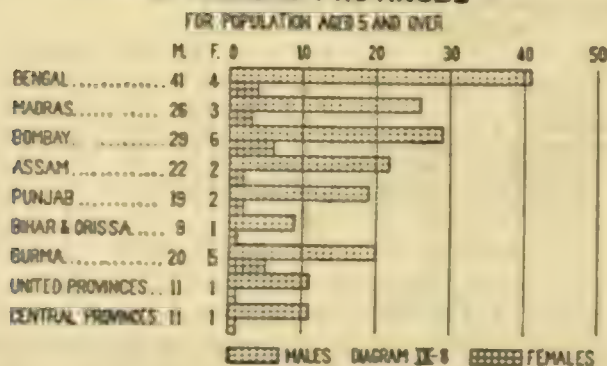 FOR POPULATION AGED 5 AND OVER
M. F. 0 10 20 30 40 50
BENGAL............ 41 4
MADRAS............ 26 3
BOMBAY............ 29 6
ASSAM............. 22 2
PUNJAB............ 19 2
BIHAR & ORISSA..... 9 1
BURMA............. 20 5
UNITED PROVINCES.. 11 1
CENTRAL PROVINCES. 11 1
MALES DIAGRAM IX-8 FEMALES